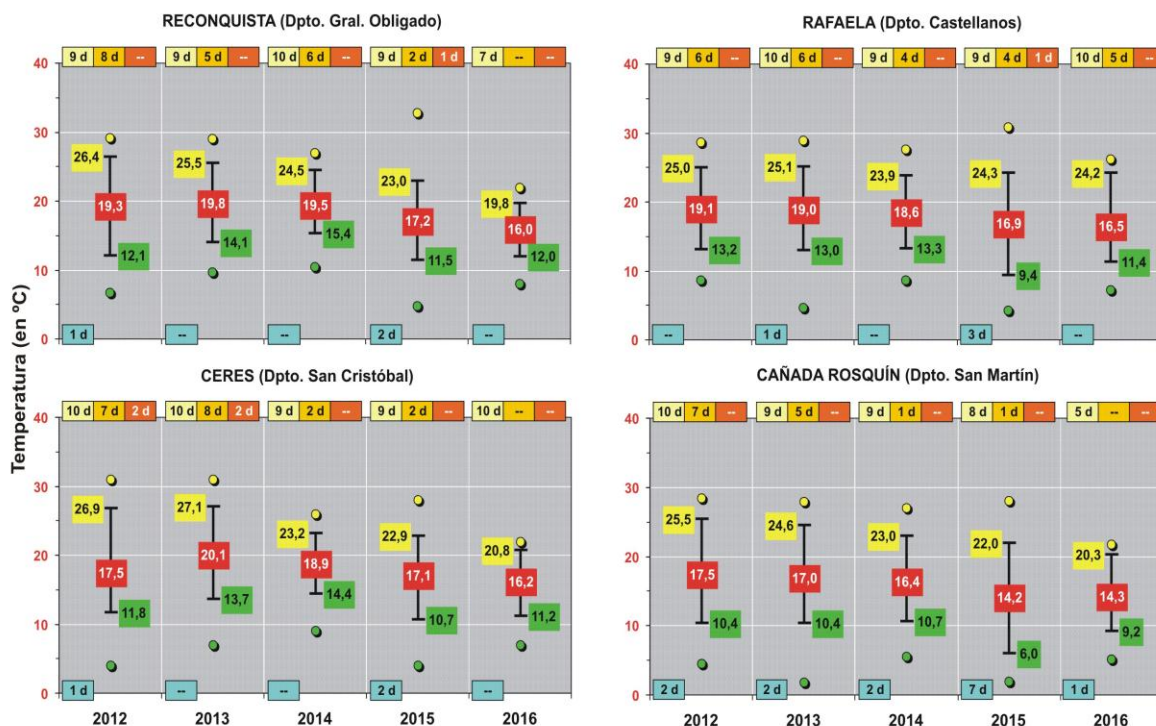 RECONQUISTA (Dpto. Gral. Obligado)
9 d 8 d -- 9 d 5 d -- 10 d 6 d -- 9 d 2 d 1 d 7 d -- --
40
30
20
10
0
26,4 25,5 24,5 23,0 19,8
19,3 19,8 19,5 17,2 16,0
12,1 14,1 15,4 11,5 12,0
1 d -- -- 2 d --
RAFAELA (Dpto. Castellanos)
9 d 6 d -- 10 d 6 d -- 9 d 4 d -- 9 d 4 d 1 d 10 d 5 d --
40
30
20
10
0
25,0 25,1 23,9 24,3 24,2
19,1 19,0 18,6 16,9 16,5
13,2 13,0 13,3 9,4 11,4
-- 1 d -- 3 d --
Temperatura (en ºC)
CERES (Dpto. San Cristóbal)
10 d 7 d 2 d 10 d 8 d 2 d 9 d 2 d -- 9 d 2 d -- 10 d -- --
40
30
20
10
0
26,9 27,1 23,2 22,9 20,8
17,5 20,1 18,9 17,1 16,2
11,8 13,7 14,4 10,7 11,2
1 d -- -- 2 d --
2012 2013 2014 2015 2016
CAÑADA ROSQUÍN (Dpto. San Martín)
10 d 7 d -- 9 d 5 d -- 9 d 1 d -- 8 d 1 d -- 5 d -- --
40
30
20
10
0
25,5 24,6 23,0 22,0 20,3
17,5 17,0 16,4 14,2 14,3
10,4 10,4 10,7 6,0 9,2
2 d 2 d 2 d 7 d 1 d
2012 2013 2014 2015 2016